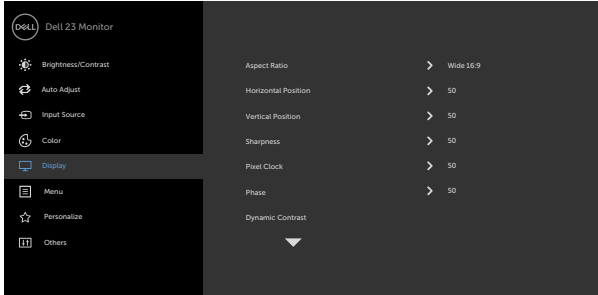 DELL Dell 23 Monitor
Brightness/Contrast
Auto Adjust
Input Source
Color
Display
Menu
Personalize
Others
Aspect Ratio Wide 16:9
Horizontal Position 50
Vertical Position 50
Sharpness 50
Pixel Clock 50
Phase 50
Dynamic Contrast